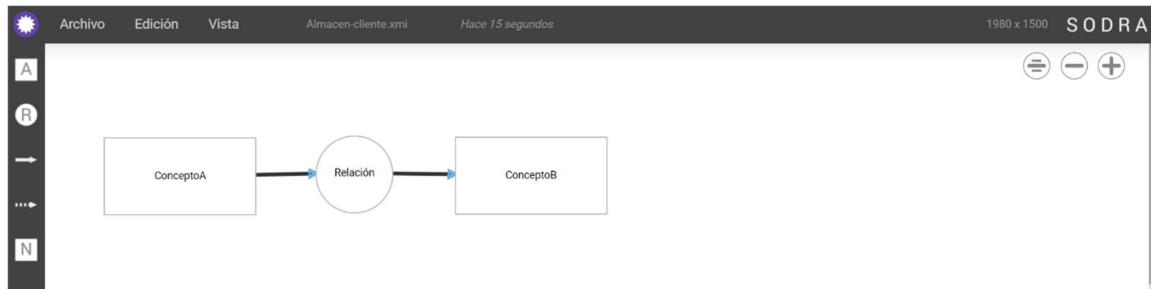 Archivo Edición Vista Almacen-cliente.xmi Hace 15 segundos 1980 x 1500 SODRA
A
R
ConceptoA Relación ConceptoB
N